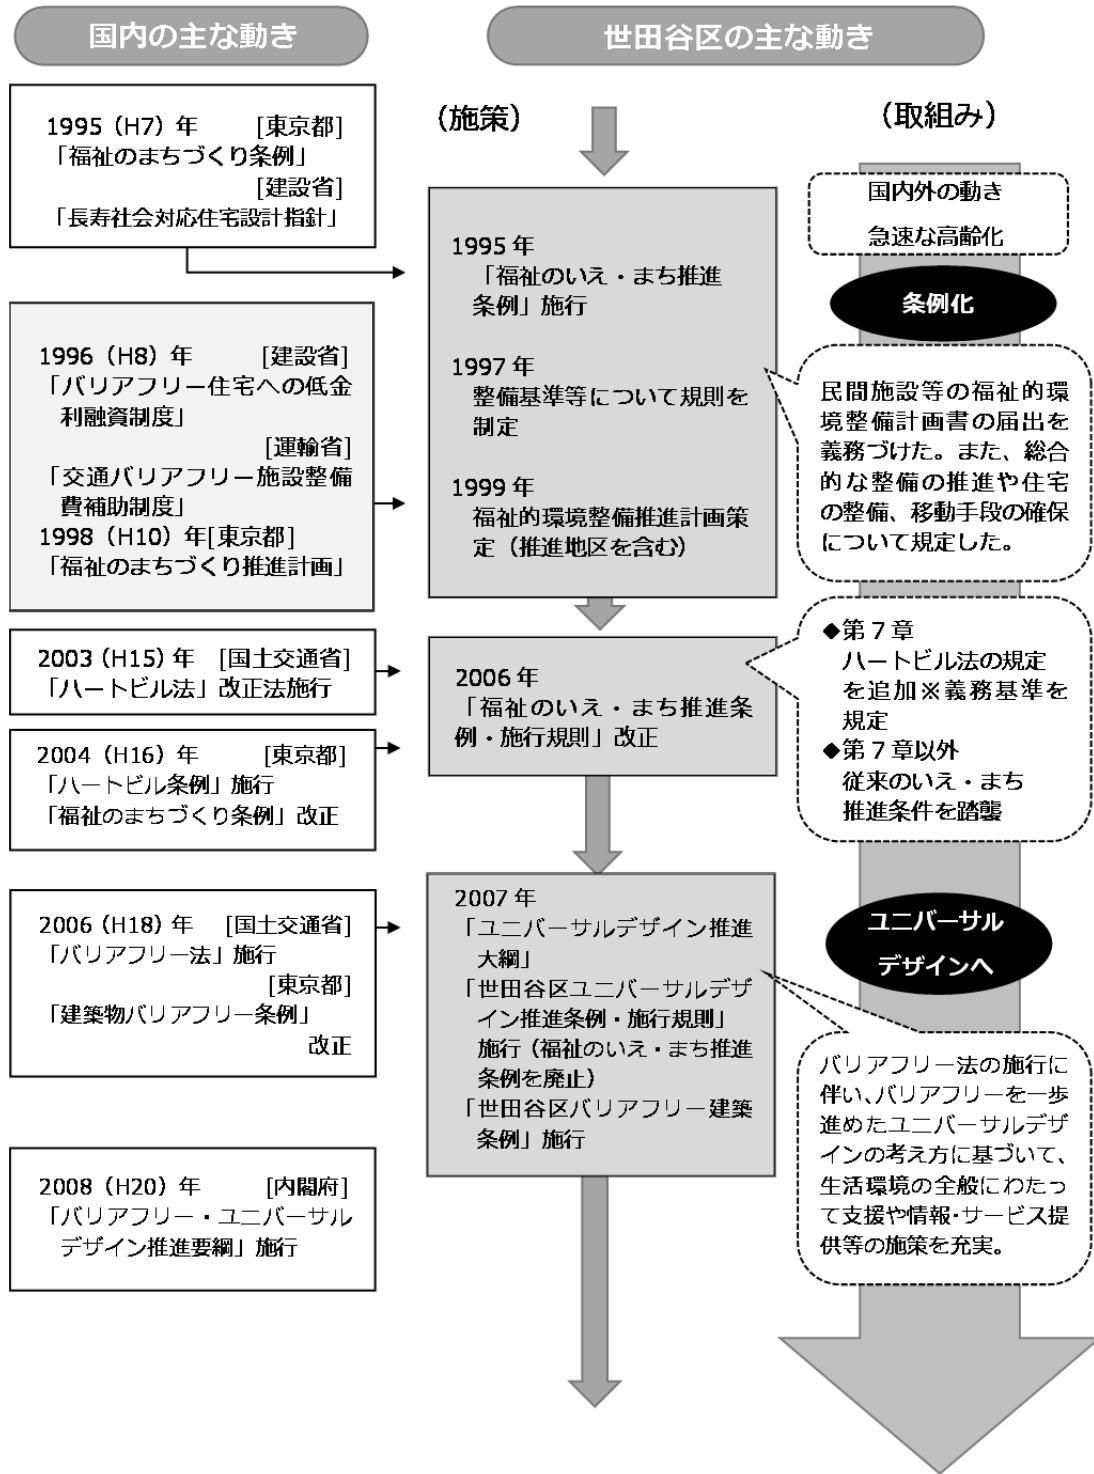 国内の主な動き
1995（H7）年　[東京都]
「福祉のまちづくり条例」
[建設省]
「長寿社会対応住宅設計指針」
1996（H8）年　[建設省]
「バリアフリー住宅への低金
利融資制度」
[運輸省]
「交通バリアフリー施設整備
費補助制度」
1998（H10）年[東京都]
「福祉のまちづくり推進計画」
2003（H15）年　[国土交通省]
「ハートビル法」改正法施行
2004（H16）年　[東京都]
「ハートビル条例」施行
「福祉のまちづくり条例」改正
2006（H18）年　[国土交通省]
「バリアフリー法」施行
[東京都]
「建築物バリアフリー条例」
改正
2008（H20）年　[内閣府]
「バリアフリー・ユニバーサル
デザイン推進要綱」施行
世田谷区の主な動き
（施策）
1995 年
「福祉のいえ・まち推進
条例」施行
1997 年
整備基準等について規則を
制定
1999 年
福祉的環境整備推進計画策
定（推進地区を含む）
2006 年
「福祉のいえ・まち推進条
例・施行規則」改正
2007 年
「ユニバーサルデザイン推進
大綱」
「世田谷区ユニバーサルデザ
イン推進条例・施行規則」
施行（福祉のいえ・まち推進
条例を廃止）
「世田谷区バリアフリー建築
条例」施行
（取組み）
国内外の動き
急速な高齢化
条例化
民間施設等の福祉的環
境整備計画書の届出を
義務づけた。また、総合
的な整備の推進や住宅
の整備、移動手段の確保
について規定した。
◆第７章
ハートビル法の規定
を追加※義務基準を
規定
◆第７章以外
従来のいえ・まち
推進条件を踏襲
ユニバーサル
デザインへ
バリアフリー法の施行に
伴い、バリアフリーを一歩
進めたユニバーサルデザ
インの考え方に基づいて、
生活環境の全般にわたっ
て支援や情報・サービス提
供等の施策を充実。